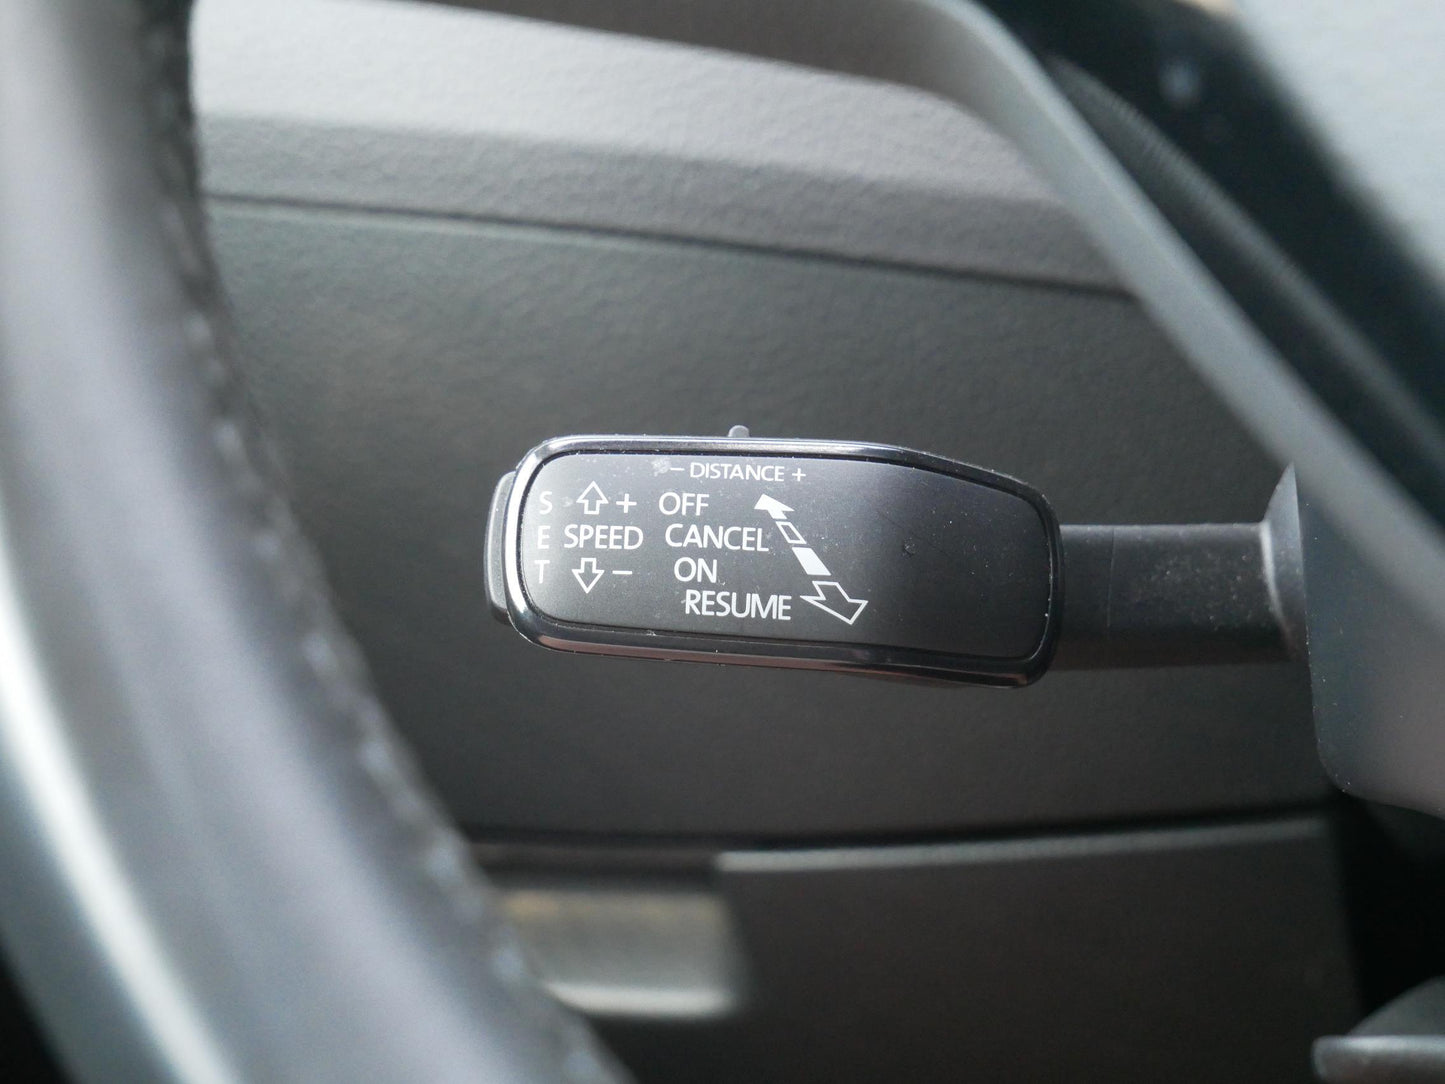 − DISTANCE +
S ⇧ + OFF
E SPEED CANCEL
T ⇩ − ON
RESUME